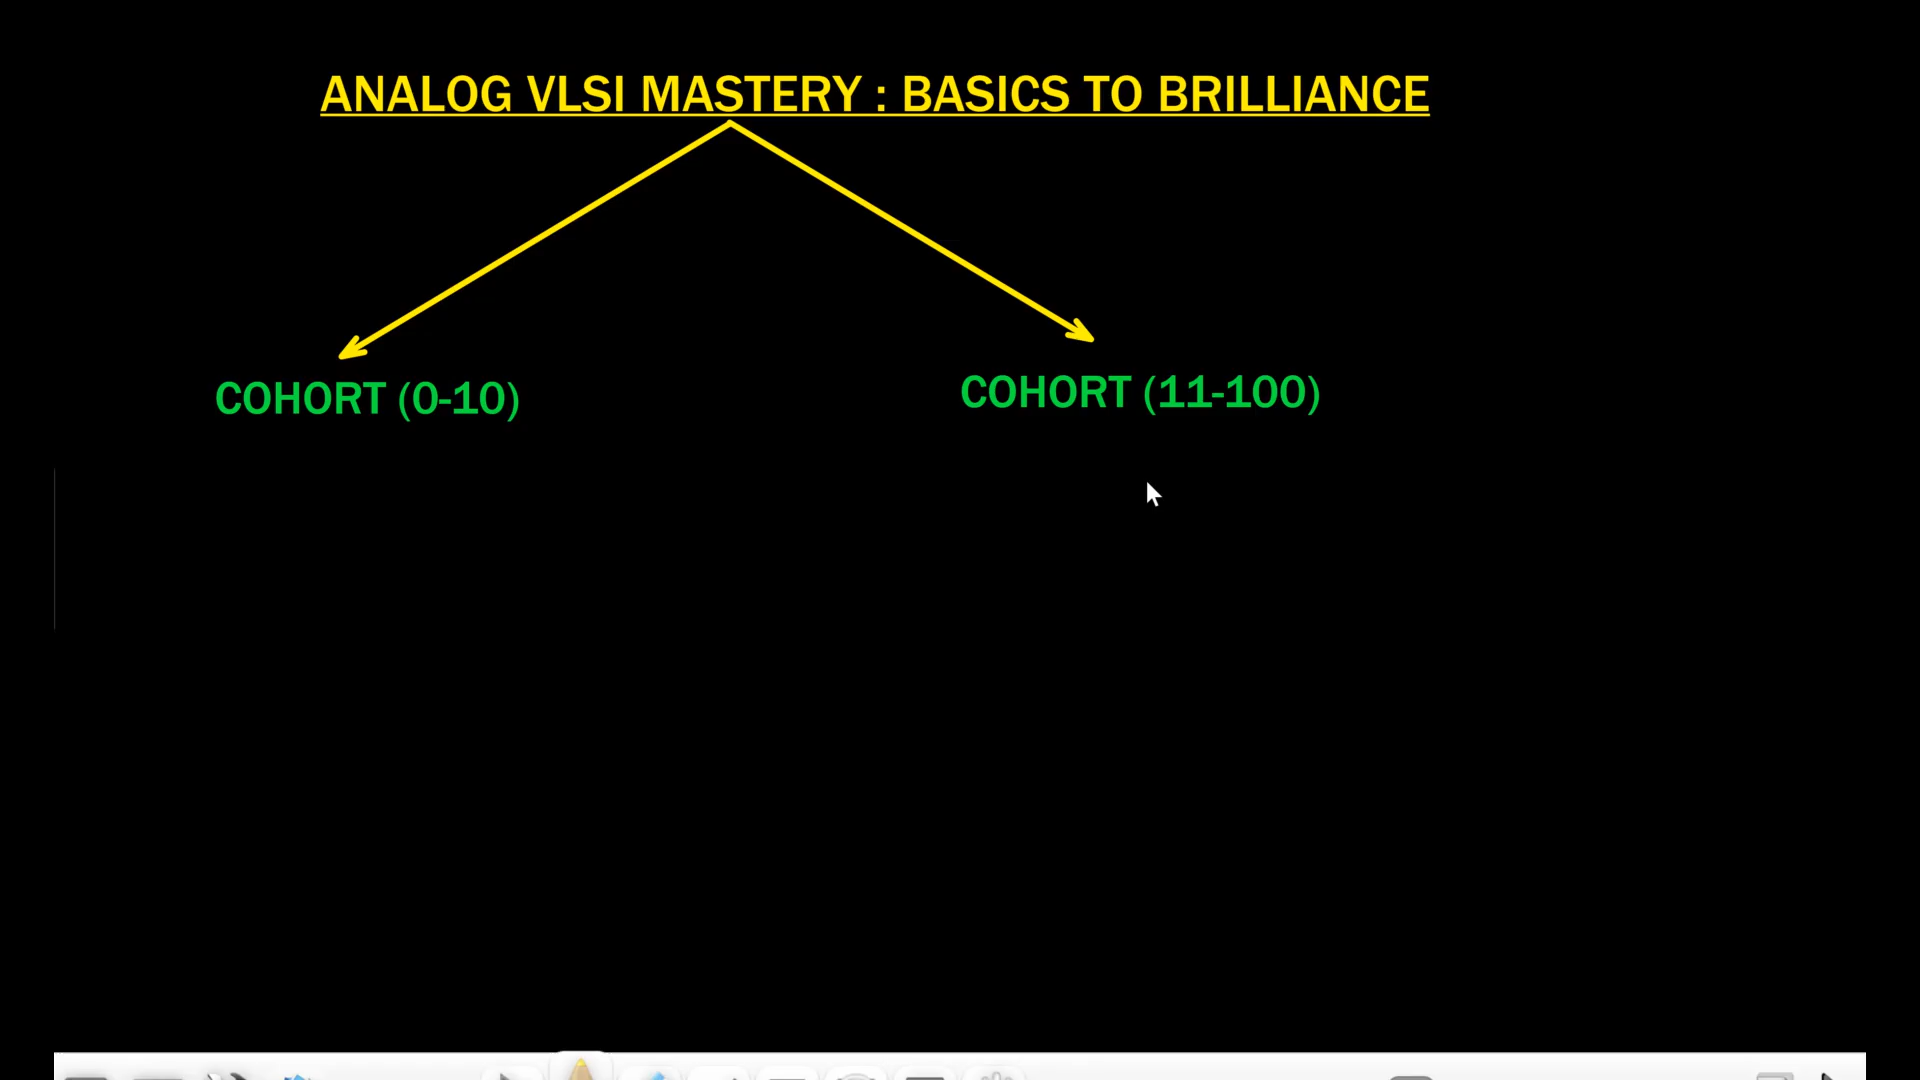 ANALOG VLSI MASTERY : BASICS TO BRILLIANCE
COHORT (0-10)
COHORT (11-100)